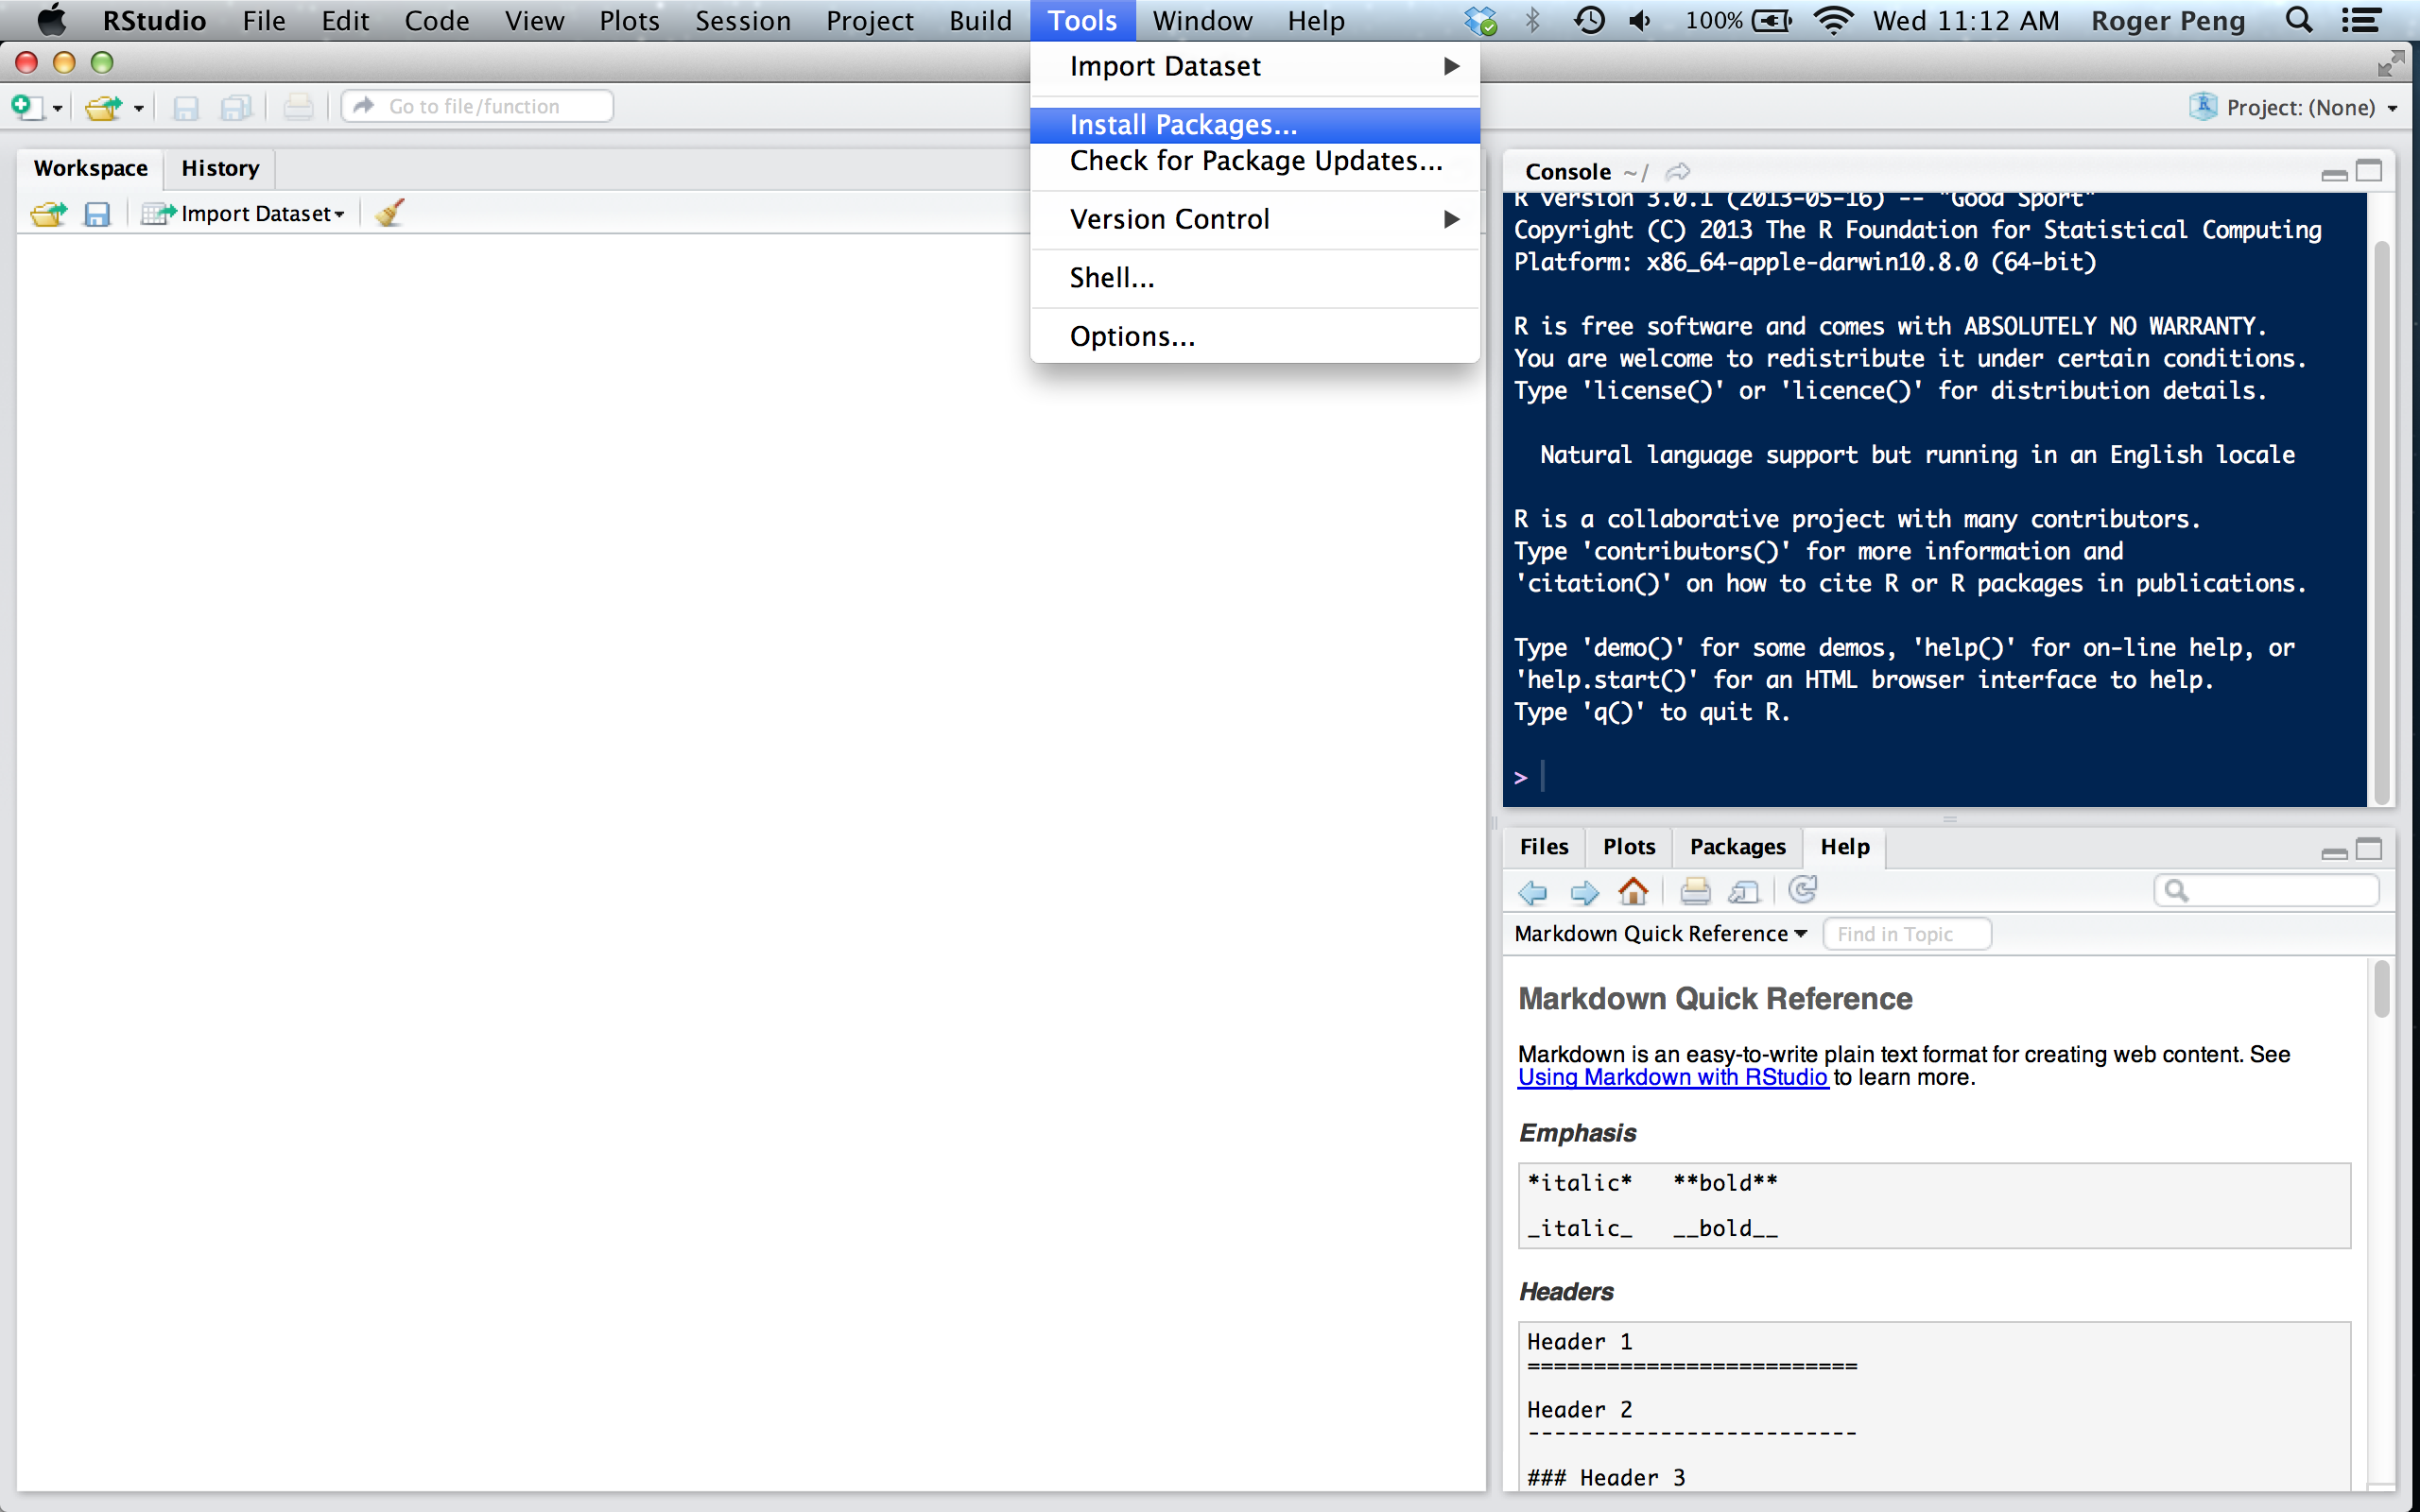 RStudio File Edit Code View Plots Session Project Build Tools Window Help 100% Wed 11:12 AM Roger Peng
Import Dataset
Install Packages...
Check for Package Updates...
Version Control
Shell...
Options...
Go to file/function
Project: (None)
Workspace History
Import Dataset
Console ~/
R version 3.0.1 (2013-05-16) -- "Good Sport"
Copyright (C) 2013 The R Foundation for Statistical Computing
Platform: x86_64-apple-darwin10.8.0 (64-bit)
R is free software and comes with ABSOLUTELY NO WARRANTY.
You are welcome to redistribute it under certain conditions.
Type 'license()' or 'licence()' for distribution details.
Natural language support but running in an English locale
R is a collaborative project with many contributors.
Type 'contributors()' for more information and
'citation()' on how to cite R or R packages in publications.
Type 'demo()' for some demos, 'help()' for on-line help, or
'help.start()' for an HTML browser interface to help.
Type 'q()' to quit R.
>
Files Plots Packages Help
Markdown Quick Reference Find in Topic
Markdown Quick Reference
Markdown is an easy-to-write plain text format for creating web content. See
Using Markdown with RStudio to learn more.
Emphasis
*italic* **bold**
_italic_ __bold__
Headers
Header 1
=========================
Header 2
-------------------------
### Header 3